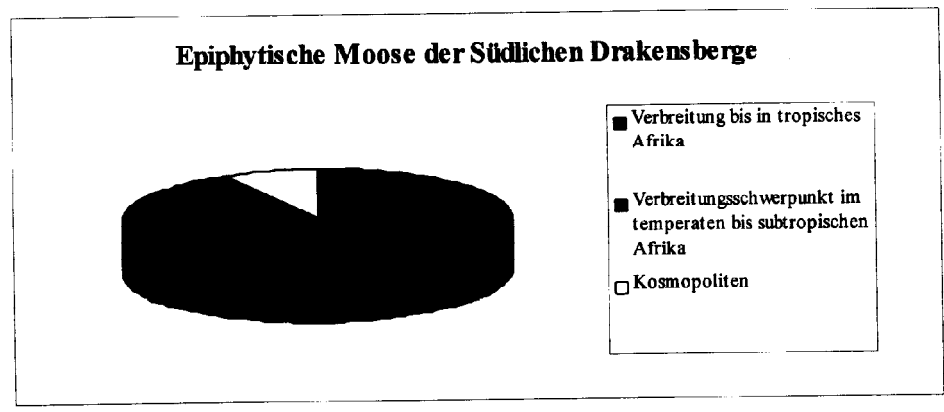 Epiphytische Moose der Südlichen Drakensberge
Verbreitung bis in tropisches
Afrika
Verbreitungsschwerpunkt im
temperaten bis subtropischen
Afrika
Kosmopoliten